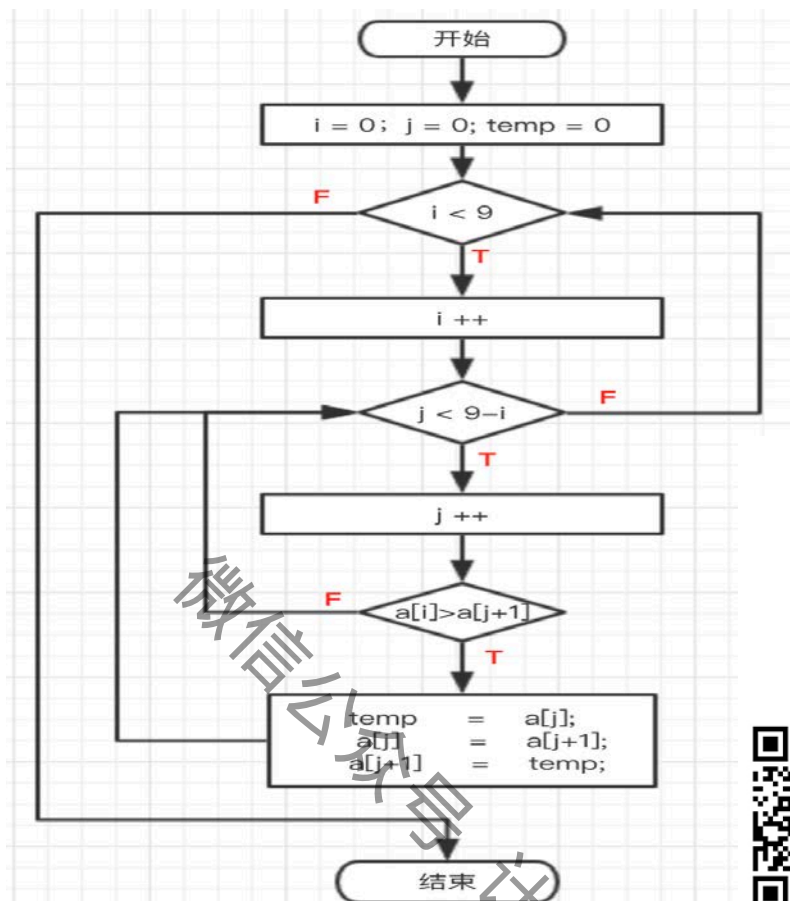 开始
i = 0; j = 0; temp = 0
F
i < 9
T
i ++
j < 9-i
F
T
j ++
F
a[i]>a[j+1]
T
temp = a[j];
a[j] = a[j+1];
a[j+1] = temp;
结束
微信公众号 计